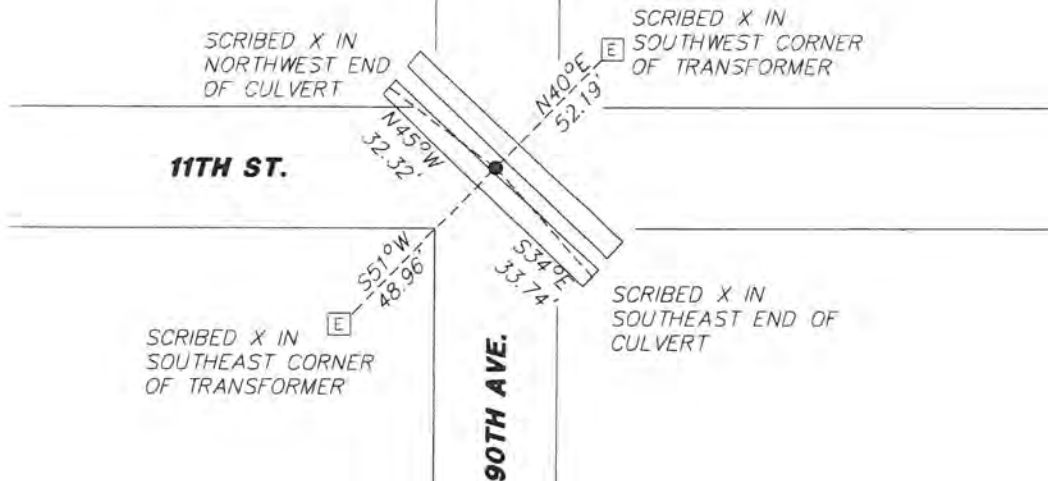 SCRIBED X IN
NORTHWEST END
OF CULVERT
SCRIBED X IN
SOUTHWEST CORNER
OF TRANSFORMER
E
N40°E
52.19'
N45°W
32.32'
11TH ST.
S51°W
48.96'
S34°E
33.74'
E
SCRIBED X IN
SOUTHEAST CORNER
OF TRANSFORMER
SCRIBED X IN
SOUTHEAST END OF
CULVERT
90TH AVE.